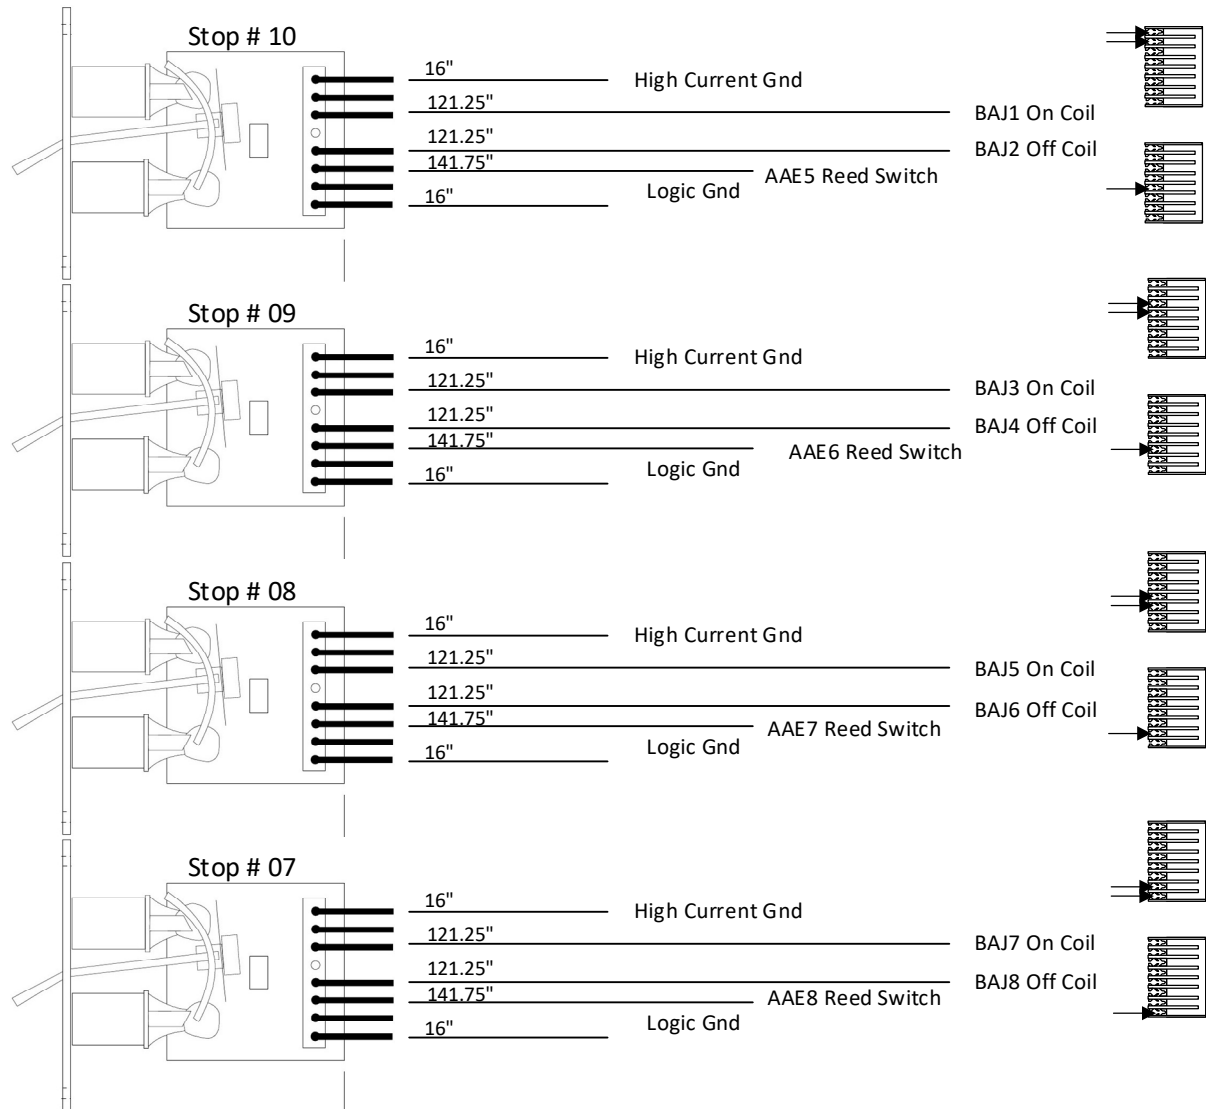 Stop # 10
16"
High Current Gnd
121.25"
BAJ1 On Coil
121.25"
BAJ2 Off Coil
141.75"
AAE5 Reed Switch
Logic Gnd
16"
Stop # 09
16"
High Current Gnd
121.25"
BAJ3 On Coil
121.25"
BAJ4 Off Coil
141.75"
AAE6 Reed Switch
Logic Gnd
16"
Stop # 08
16"
High Current Gnd
121.25"
BAJ5 On Coil
121.25"
BAJ6 Off Coil
141.75"
AAE7 Reed Switch
Logic Gnd
16"
Stop # 07
16"
High Current Gnd
121.25"
BAJ7 On Coil
121.25"
BAJ8 Off Coil
141.75"
AAE8 Reed Switch
Logic Gnd
16"